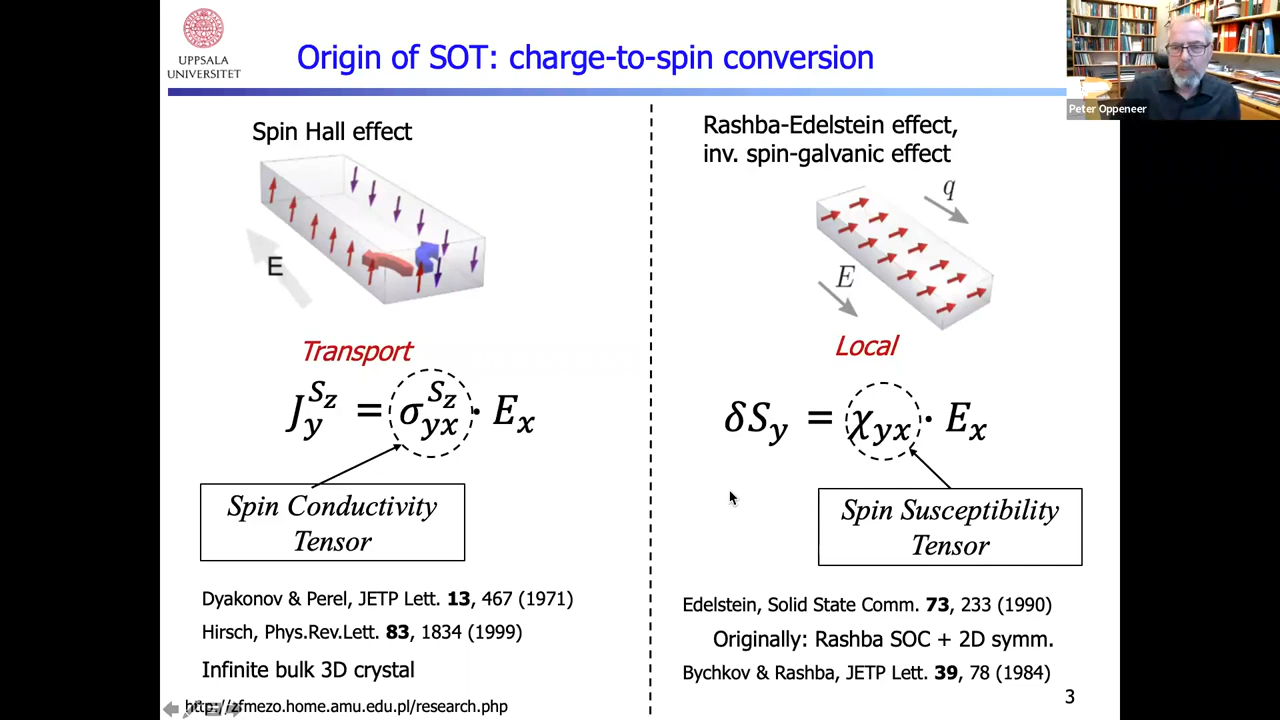 UPPSALA
UNIVERSITET
Origin of SOT: charge-to-spin conversion
Peter Oppeneer
Spin Hall effect
E
Transport
J_y^{S_z} = σ_{yx}^{S_z} · E_x
Spin Conductivity
Tensor
Dyakonov & Perel, JETP Lett. 13, 467 (1971)
Hirsch, Phys.Rev.Lett. 83, 1834 (1999)
Infinite bulk 3D crystal
http://zfmezo.home.amu.edu.pl/research.php
Rashba-Edelstein effect,
inv. spin-galvanic effect
q
E
Local
δS_y = χ_{yx} · E_x
Spin Susceptibility
Tensor
Edelstein, Solid State Comm. 73, 233 (1990)
Originally: Rashba SOC + 2D symm.
Bychkov & Rashba, JETP Lett. 39, 78 (1984)
3